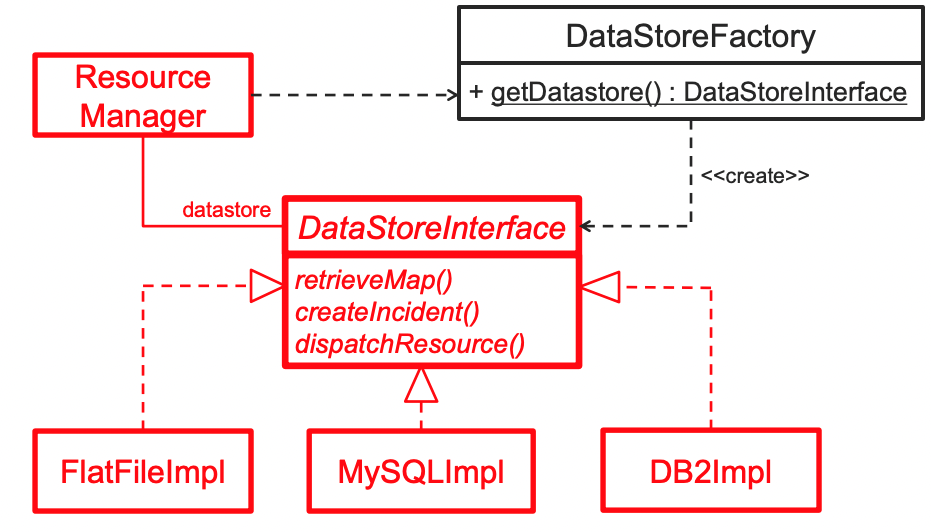 DataStoreFactory
+ getDatastore() : DataStoreInterface
Resource
Manager
<<create>>
datastore
DataStoreInterface
retrieveMap()
createIncident()
dispatchResource()
FlatFileImpl
MySQLImpl
DB2Impl